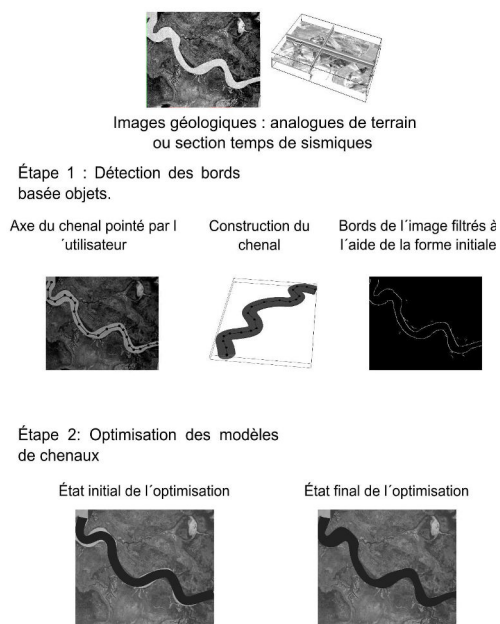 Images géologiques : analogues de terrain
ou section temps de sismiques
Étape 1 : Détection des bords
basée objets.
Axe du chenal pointé par l
´utilisateur
Construction du
chenal
Bords de l´image filtrés à
l´aide de la forme initiale
Étape 2: Optimisation des modèles
de chenaux
État initial de l´optimisation
État final de l´optimisation